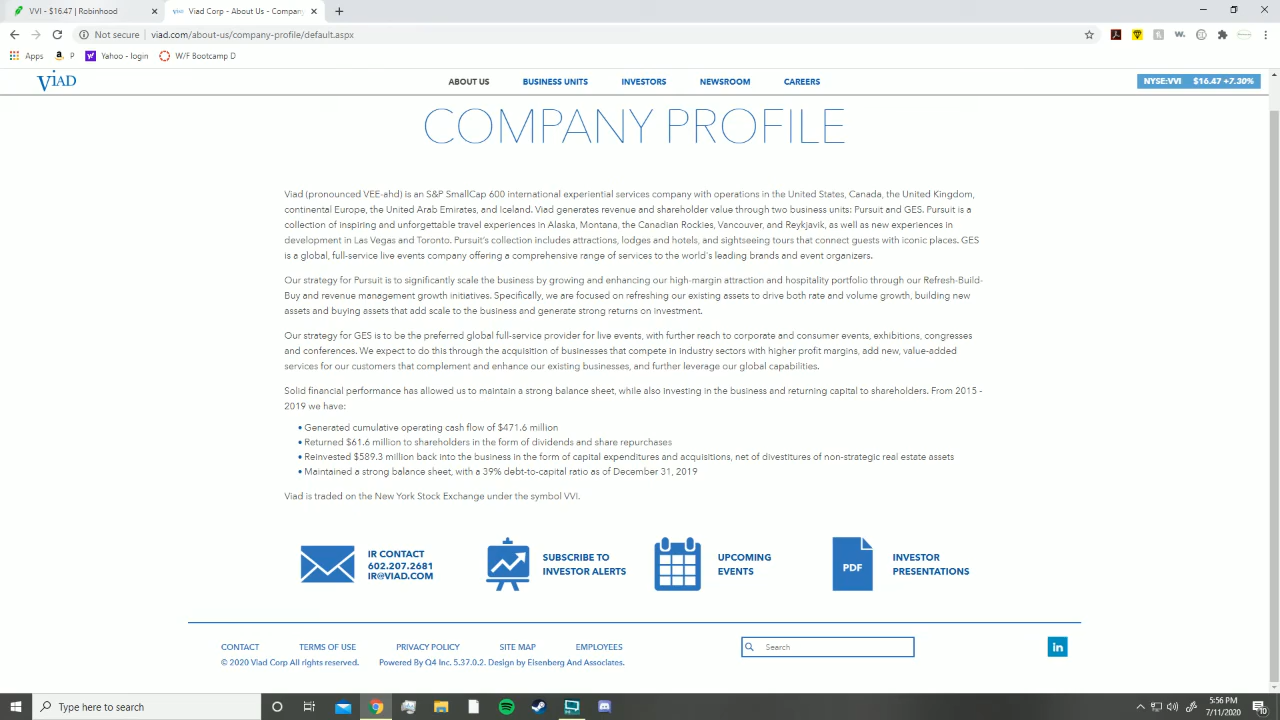 VVI - $16.47 | Robinhood
Viad Corp - About Us - Company
Not secure | viad.com/about-us/company-profile/default.aspx
Apps
P
Yahoo - login
W/F Bootcamp D
VIAD
ABOUT US
BUSINESS UNITS
INVESTORS
NEWSROOM
CAREERS
NYSE:VVI $16.47 +7.30%
COMPANY PROFILE
Viad (pronounced VEE-ahd) is an S&P SmallCap 600 international experiential services company with operations in the United States, Canada, the United Kingdom,
continental Europe, the United Arab Emirates, and Iceland. Viad generates revenue and shareholder value through two business units: Pursuit and GES. Pursuit is a
collection of inspiring and unforgettable travel experiences in Alaska, Montana, the Canadian Rockies, Vancouver, and Reykjavik, as well as new experiences in
development in Las Vegas and Toronto. Pursuit's collection includes attractions, lodges and hotels, and sightseeing tours that connect guests with iconic places. GES
is a global, full-service live events company offering a comprehensive range of services to the world's leading brands and event organizers.
Our strategy for Pursuit is to significantly scale the business by growing and enhancing our high-margin attraction and hospitality portfolio through our Refresh-Build-
Buy and revenue management growth initiatives. Specifically, we are focused on refreshing our existing assets to drive both rate and volume growth, building new
assets and buying assets that add scale to the business and generate strong returns on investment.
Our strategy for GES is to be the preferred global full-service provider for live events, with further reach to corporate and consumer events, exhibitions, congresses
and conferences. We expect to do this through the acquisition of businesses that compete in industry sectors with higher profit margins, add new, value-added
services for our customers that complement and enhance our existing businesses, and further leverage our global capabilities.
Solid financial performance has allowed us to maintain a strong balance sheet, while also investing in the business and returning capital to shareholders. From 2015 -
2019 we have:
• Generated cumulative operating cash flow of $471.6 million
• Returned $61.6 million to shareholders in the form of dividends and share repurchases
• Reinvested $589.3 million back into the business in the form of capital expenditures and acquisitions, net of divestitures of non-strategic real estate assets
• Maintained a strong balance sheet, with a 39% debt-to-capital ratio as of December 31, 2019
Viad is traded on the New York Stock Exchange under the symbol VVI.
IR CONTACT
602.207.2681
IR@VIAD.COM
SUBSCRIBE TO
INVESTOR ALERTS
UPCOMING
EVENTS
PDF
INVESTOR
PRESENTATIONS
CONTACT
TERMS OF USE
PRIVACY POLICY
SITE MAP
EMPLOYEES
Search
in
© 2020 Viad Corp All rights reserved.
Powered By Q4 Inc. 5.37.0.2. Design by Eisenberg And Associates.
Type here to search
5:56 PM
7/11/2020